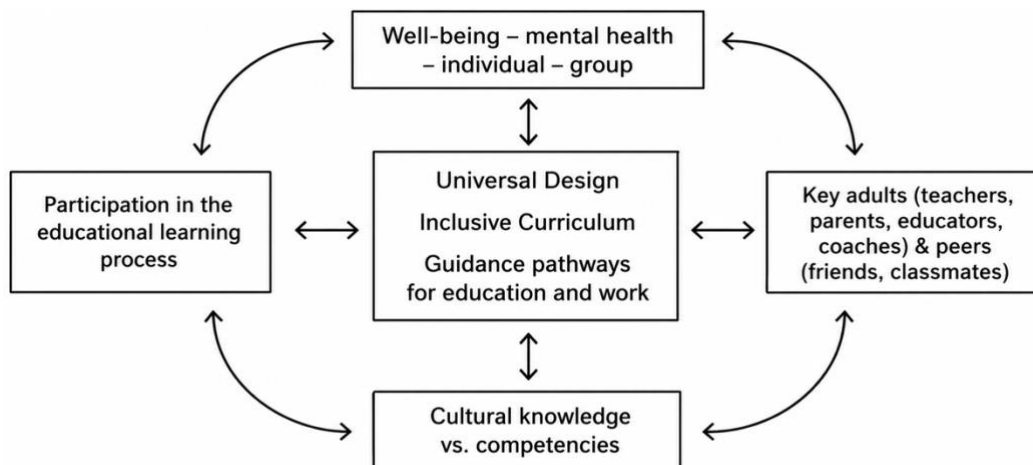 Well-being – mental health
– individual – group
Participation in the
educational learning
process
Universal Design
Inclusive Curriculum
Guidance pathways
for education and work
Key adults (teachers,
parents, educators,
coaches) & peers
(friends, classmates)
Cultural knowledge
vs. competencies